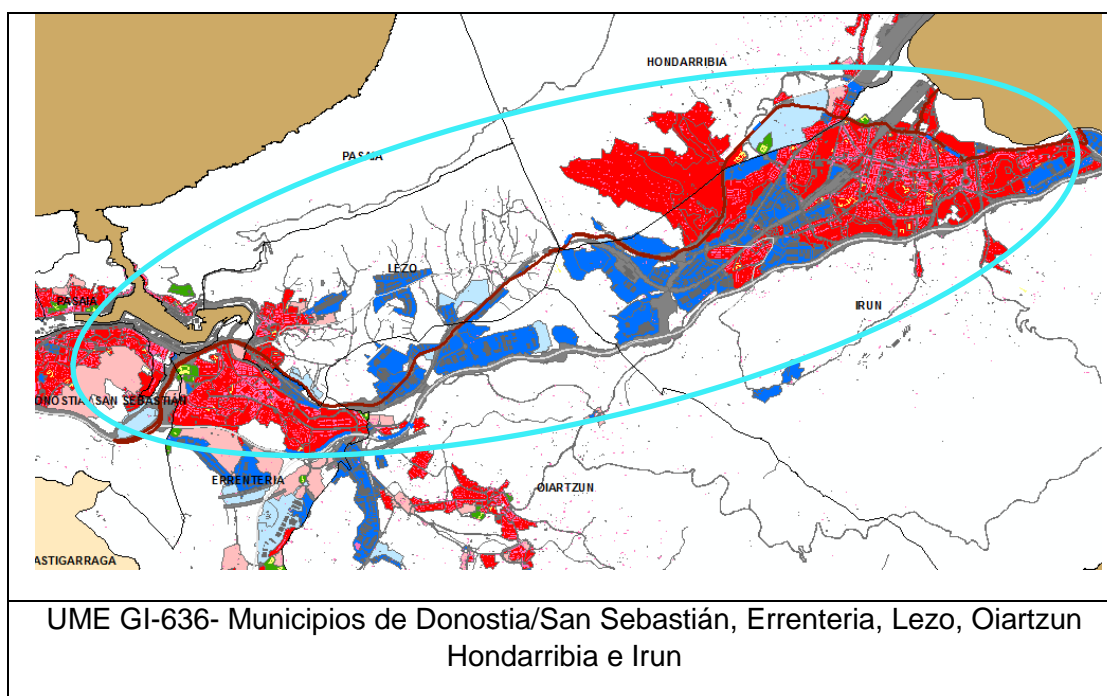 HONDARRIBIA
PASAIA
LEZO
PASAIA
IRUN
DONOSTIA/SAN SEBASTIÁN
ERRENTERIA
OIARTZUN
ASTIGARRAGA
UME GI-636- Municipios de Donostia/San Sebastián, Errenteria, Lezo, Oiartzun
Hondarribia e Irun